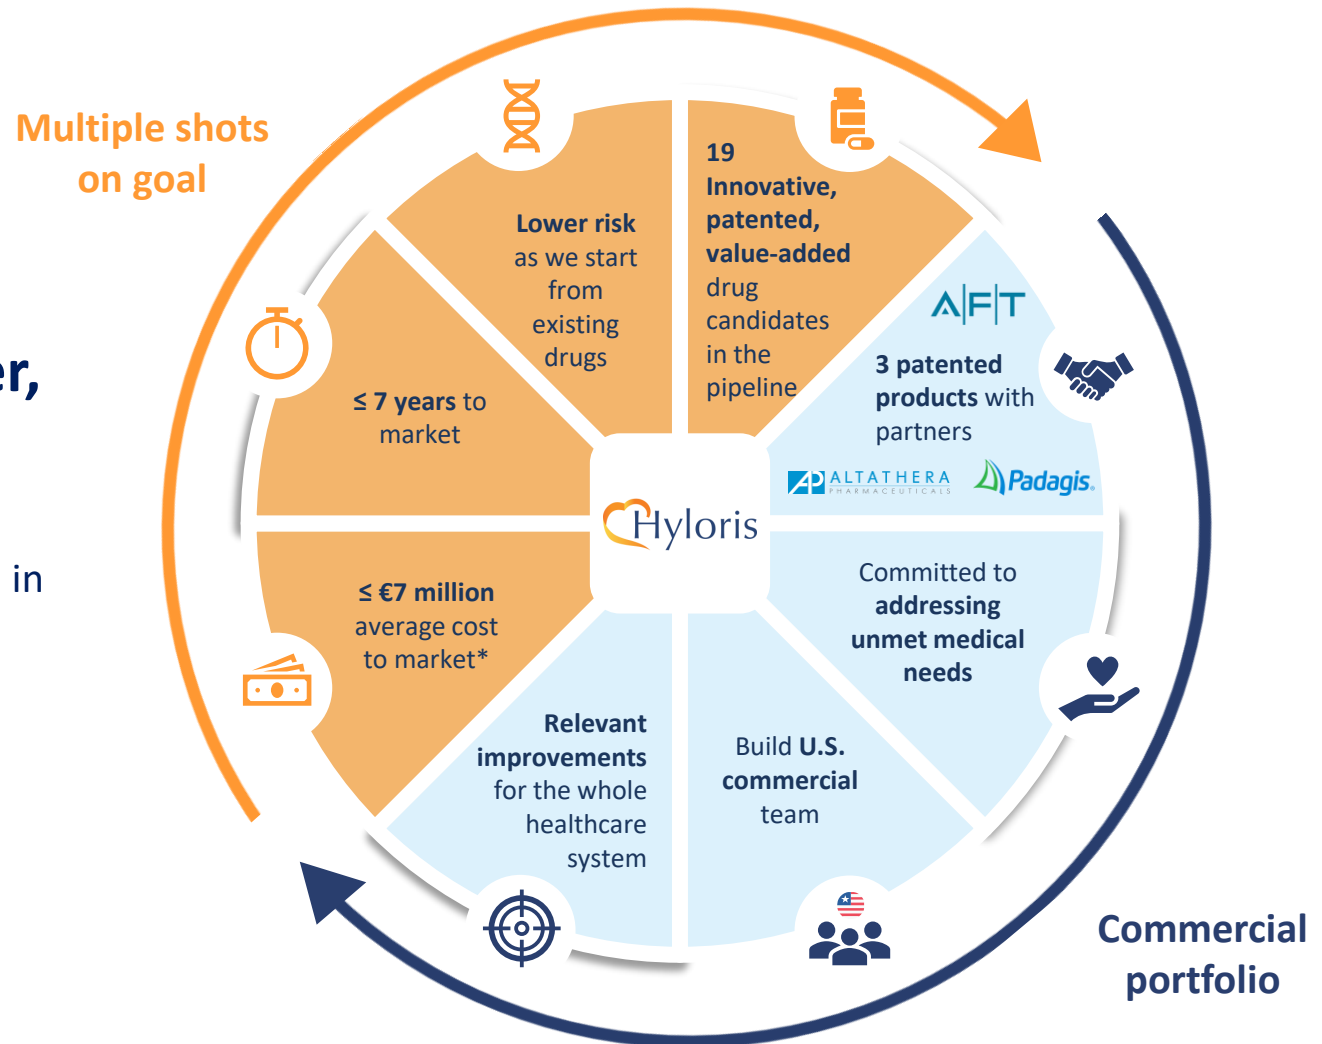 Multiple shots
on goal
er,
in
Lower risk
as we start
from
existing
drugs
19
Innovative,
patented,
value-added
drug
candidates
in the
pipeline
A|F|T
3 patented
products with
partners
AP ALTATHERA
PHARMACEUTICALS
Padagis.
≤ 7 years to
market
Hyloris
≤ €7 million
average cost
to market*
Committed to
addressing
unmet medical
needs
Relevant
improvements
for the whole
healthcare
system
Build U.S.
commercial
team
Commercial
portfolio